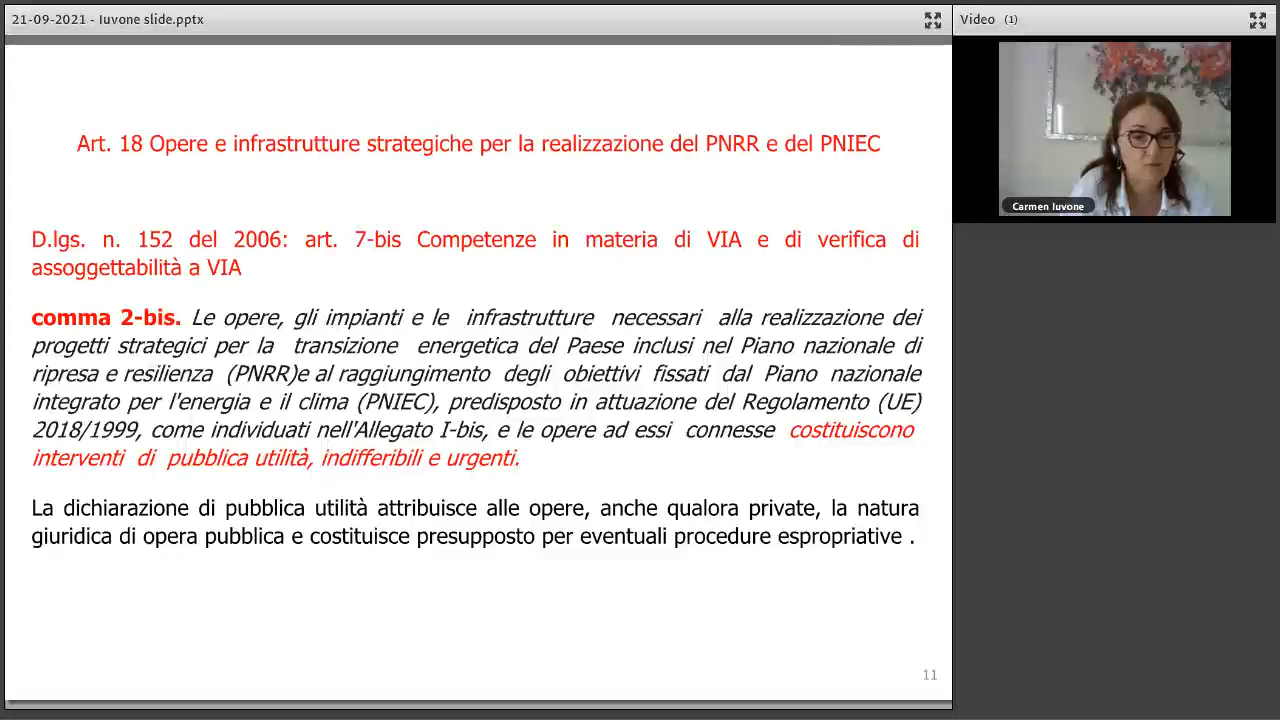 21-09-2021 - Iuvone slide.pptx
Video (1)
Carmen Iuvone
Art. 18 Opere e infrastrutture strategiche per la realizzazione del PNRR e del PNIEC
D.lgs. n. 152 del 2006: art. 7-bis Competenze in materia di VIA e di verifica di
assoggettabilità a VIA
comma 2-bis. Le opere, gli impianti e le infrastrutture necessari alla realizzazione dei
progetti strategici per la transizione energetica del Paese inclusi nel Piano nazionale di
ripresa e resilienza (PNRR)e al raggiungimento degli obiettivi fissati dal Piano nazionale
integrato per l'energia e il clima (PNIEC), predisposto in attuazione del Regolamento (UE)
2018/1999, come individuati nell'Allegato I-bis, e le opere ad essi connesse costituiscono
interventi di pubblica utilità, indifferibili e urgenti.
La dichiarazione di pubblica utilità attribuisce alle opere, anche qualora private, la natura
giuridica di opera pubblica e costituisce presupposto per eventuali procedure espropriative .
11